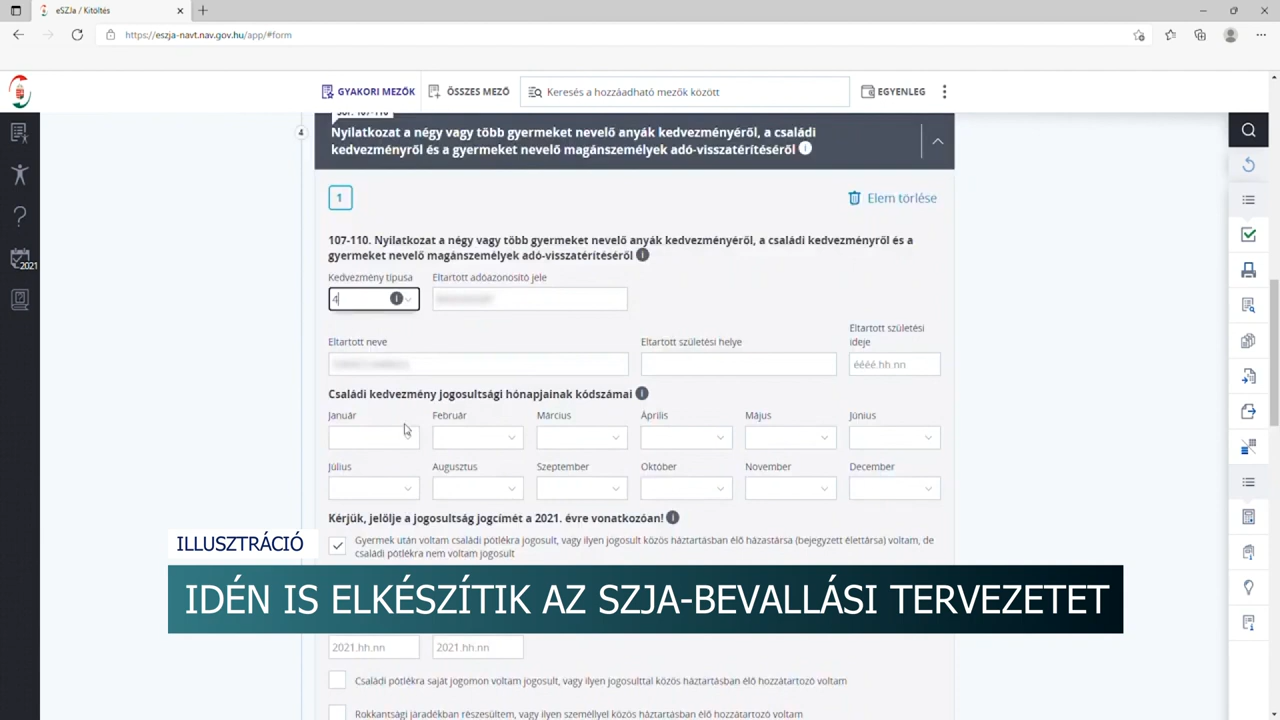 eSZJa / Kitöltés
https://eszja-navt.nav.gov.hu/app/#form
GYAKORI MEZŐK
ÖSSZES MEZŐ
Keresés a hozzáadható mezők között
EGYENLEG
4
Nyilatkozat a négy vagy több gyermeket nevelő anyák kedvezményéről, a családi
kedvezményről és a gyermeket nevelő magánszemélyek adó-visszatérítéséről
1
Elem törlése
107-110. Nyilatkozat a négy vagy több gyermeket nevelő anyák kedvezményéről, a családi kedvezményről és a
gyermeket nevelő magánszemélyek adó-visszatérítéséről
Kedvezmény típusa
Eltartott adóazonosító jele
4
Eltartott neve
Eltartott születési helye
Eltartott születési
ideje
éééé.hh.nn
Családi kedvezmény jogosultsági hónapjainak kódszámai
Január
Február
Március
Április
Május
Június
Július
Augusztus
Szeptember
Október
November
December
Kérjük, jelölje a jogosultság jogcímét a 2021. évre vonatkozóan!
Gyermek után voltam családi pótlékra jogosult, vagy ilyen jogosult közös háztartásban élő házastársa (bejegyzett élettársa) voltam, de
családi pótlékra nem voltam jogosult
ILLUSZTRÁCIÓ
IDÉN IS ELKÉSZÍTIK AZ SZJA-BEVALLÁSI TERVEZETET
2021.hh.nn
2021.hh.nn
Családi pótlékra saját jogomon voltam jogosult, vagy ilyen jogosulttal közös háztartásban élő hozzátartozó voltam
Rokkantsági járadékban részesültem, vagy ilyen személlyel közös háztartásban élő hozzátartozó voltam
2021